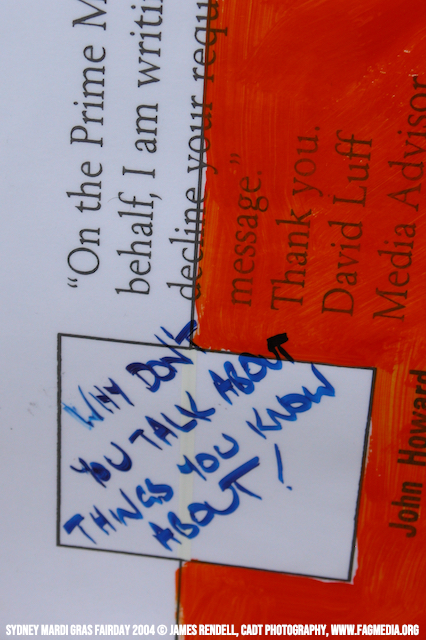 "On the Prime M
behalf, I am writi
decline your requ
message."
Thank you.
David Luff
Media Advisor
John Howard
WHY DON'T
YOU TALK ABOUT
THINGS YOU KNOW
ABOUT!
SYDNEY MARDI GRAS FAIRDAY 2004 © JAMES RENDELL, CADT PHOTOGRAPHY, WWW.FAGMEDIA.ORG